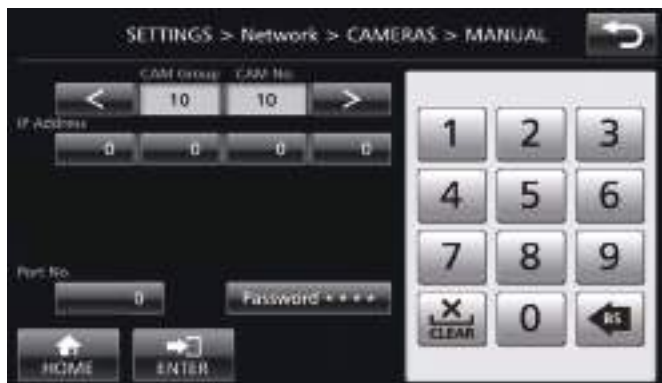 SETTINGS > Network > CAMERAS > MANUAL
CAM Group CAM No.
< 10 10 >
IP Address
0 0 0 0
Port No.
0 Password ****
HOME ENTER
1 2 3
4 5 6
7 8 9
CLEAR 0 BS